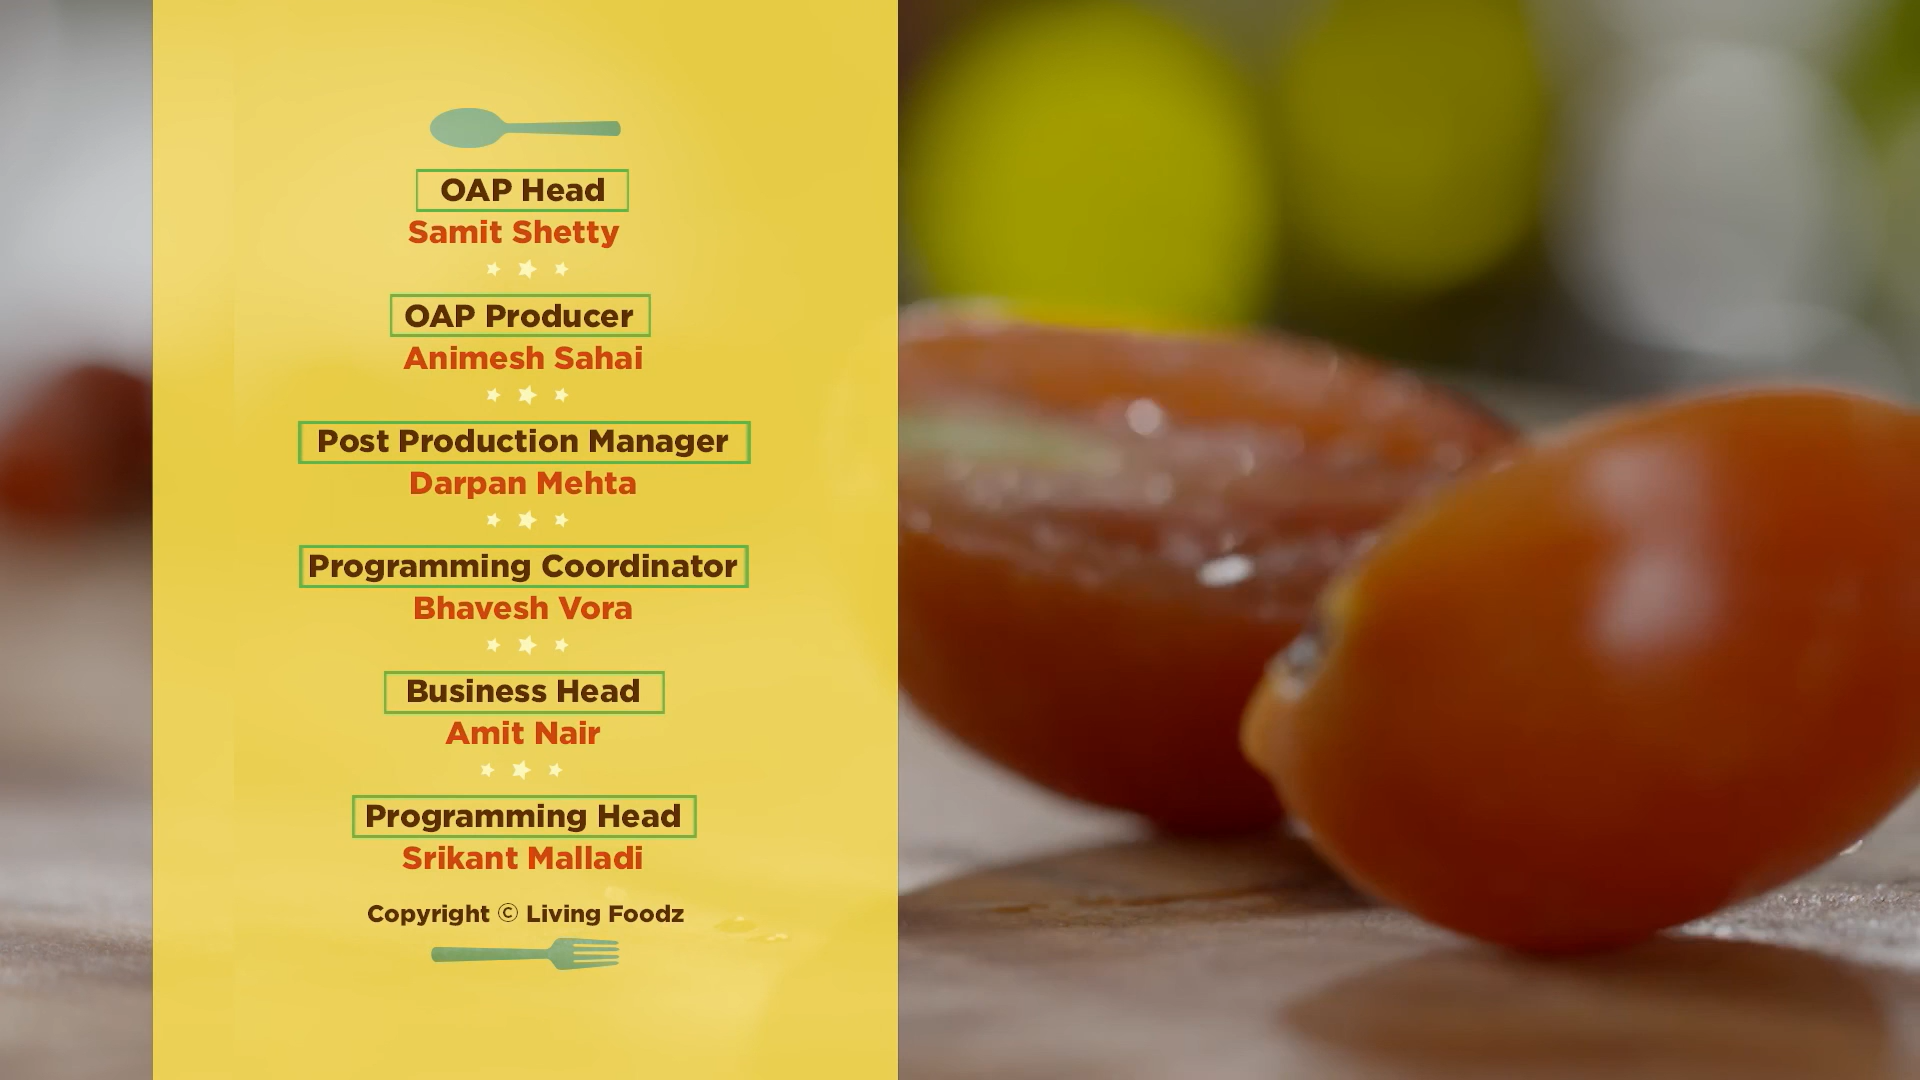 OAP Head
Samit Shetty
OAP Producer
Animesh Sahai
Post Production Manager
Darpan Mehta
Programming Coordinator
Bhavesh Vora
Business Head
Amit Nair
Programming Head
Srikant Malladi
Copyright © Living Foodz